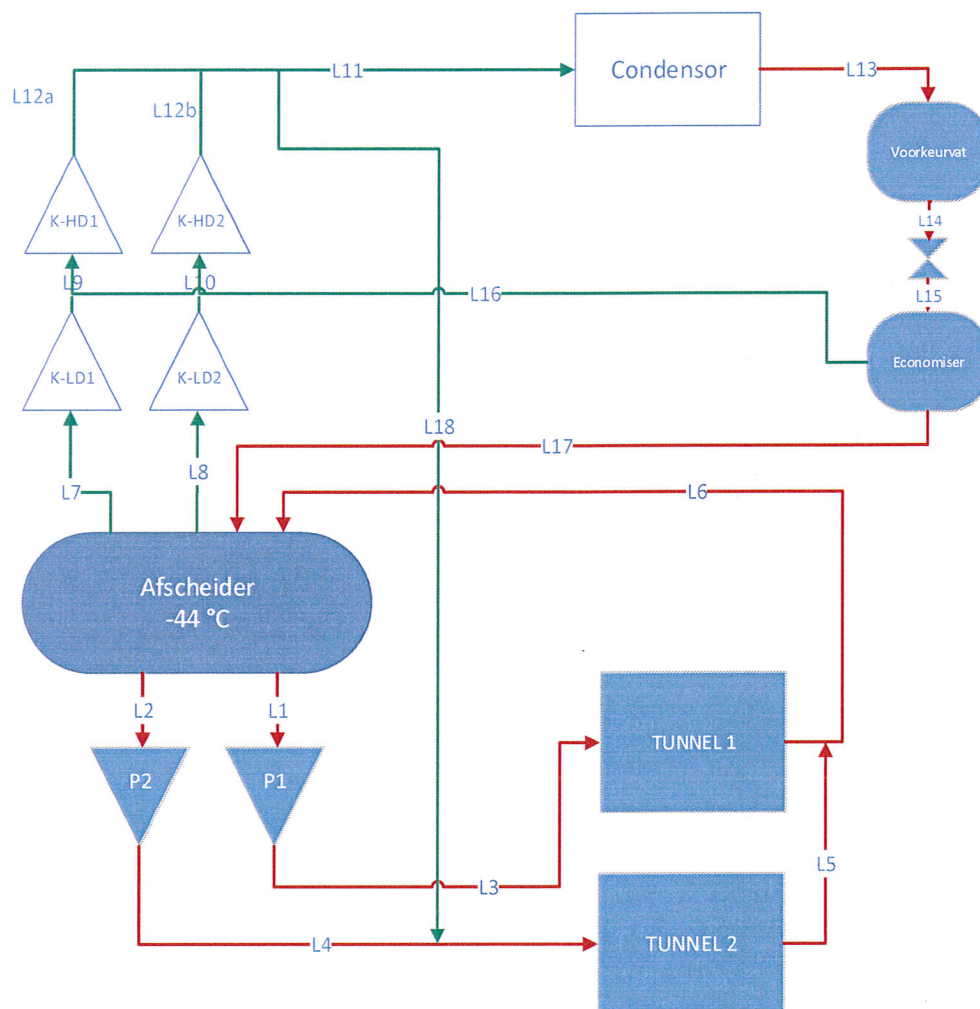 L11
Condensor
L13
L12a
L12b
Voorkeurvat
K-HD1
K-HD2
L14
L9
L10
L16
L15
K-LD1
K-LD2
Economiser
L18
L17
L7
L8
L6
Afscheider
-44 °C
L2
L1
P2
P1
TUNNEL 1
L3
L5
L4
TUNNEL 2